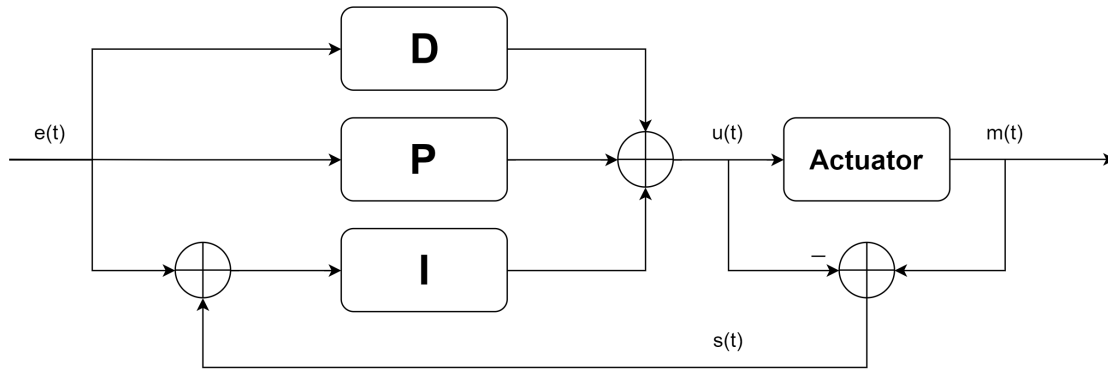 D
e(t)
P
u(t)
Actuator
m(t)
I
–
s(t)